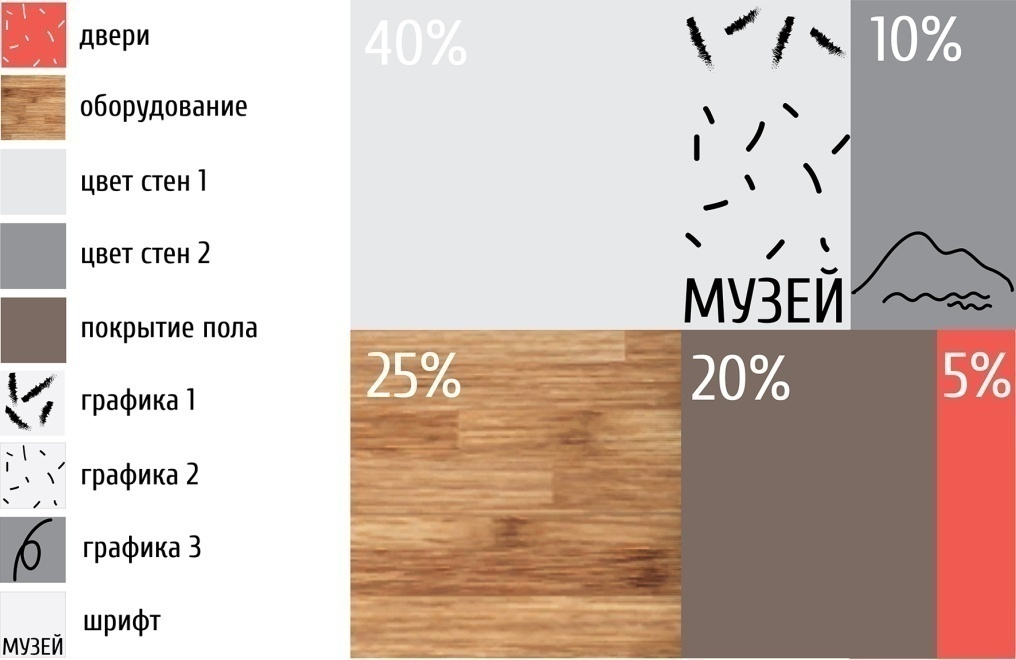 двери
оборудование
цвет стен 1
цвет стен 2
покрытие пола
графика 1
графика 2
графика 3
МУЗЕЙ
шрифт
40%
10%
МУЗЕЙ
25%
20%
5%